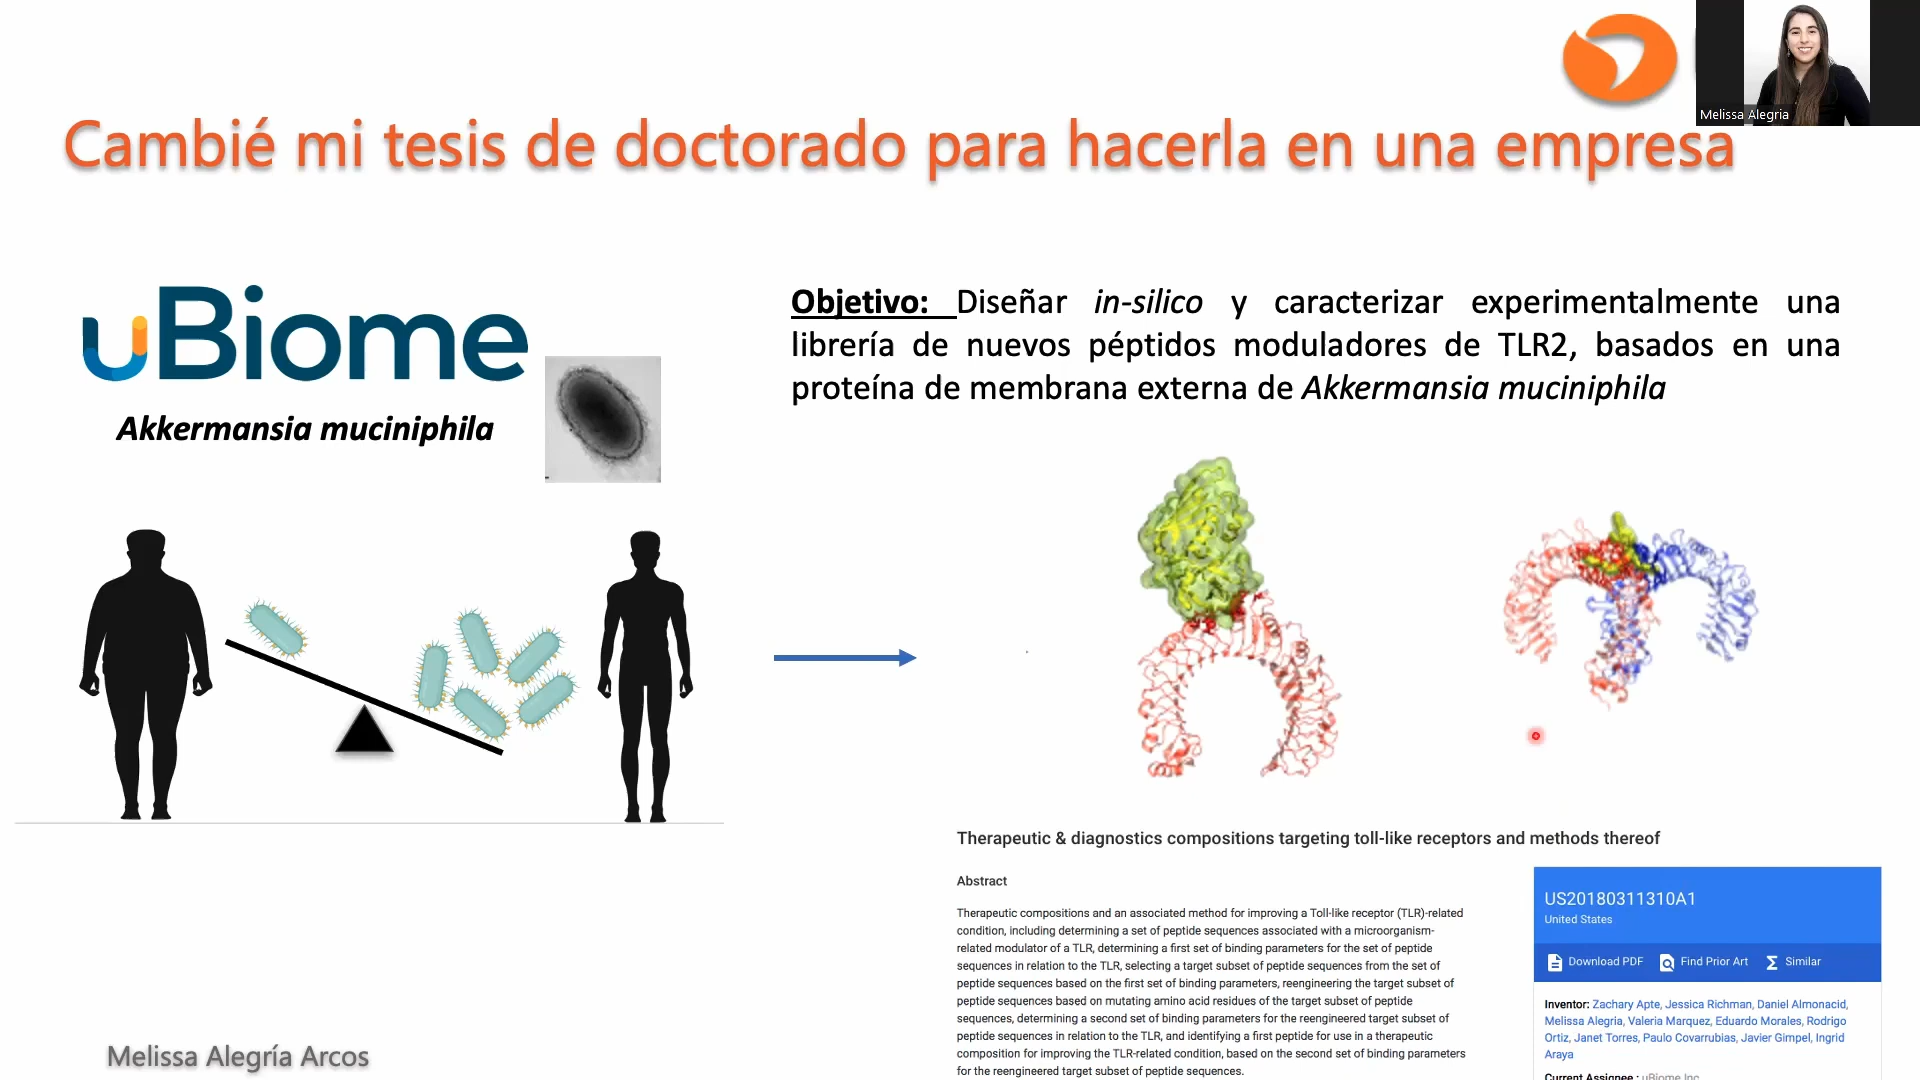 Melissa Alegria
Cambié mi tesis de doctorado para hacerla en una empresa
uBiome
Akkermansia muciniphila
Objetivo: Diseñar in-silico y caracterizar experimentalmente una
librería de nuevos péptidos moduladores de TLR2, basados en una
proteína de membrana externa de Akkermansia muciniphila
Therapeutic & diagnostics compositions targeting toll-like receptors and methods thereof
Abstract
Therapeutic compositions and an associated method for improving a Toll-like receptor (TLR)-related
condition, including determining a set of peptide sequences associated with a microorganism-
related modulator of a TLR, determining a first set of binding parameters for the set of peptide
sequences in relation to the TLR, selecting a target subset of peptide sequences from the set of
peptide sequences based on the first set of binding parameters, reengineering the target subset of
peptide sequences based on mutating amino acid residues of the target subset of peptide
sequences, determining a second set of binding parameters for the reengineered target subset of
peptide sequences in relation to the TLR, and identifying a first peptide for use in a therapeutic
composition for improving the TLR-related condition, based on the second set of binding parameters
for the reengineered target subset of peptide sequences.
US20180311310A1
United States
Download PDF Find Prior Art Similar
Inventor: Zachary Apte, Jessica Richman, Daniel Almonacid,
Melissa Alegria, Valeria Marquez, Eduardo Morales, Rodrigo
Ortiz, Janet Torres, Paulo Covarrubias, Javier Gimpel, Ingrid
Araya
Current Assignee : uBiome Inc
Melissa Alegría Arcos